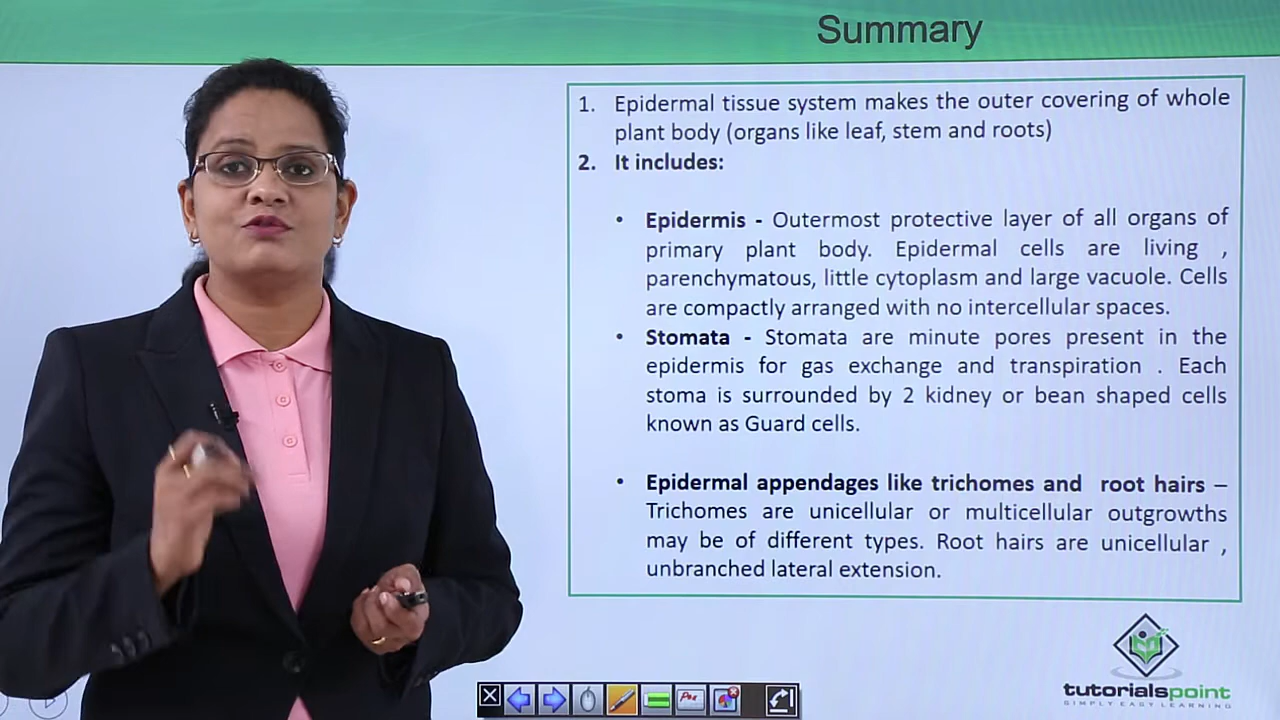 Summary
1. Epidermal tissue system makes the outer covering of whole
plant body (organs like leaf, stem and roots)
2. It includes:
• Epidermis - Outermost protective layer of all organs of
primary plant body. Epidermal cells are living ,
parenchymatous, little cytoplasm and large vacuole. Cells
are compactly arranged with no intercellular spaces.
• Stomata - Stomata are minute pores present in the
epidermis for gas exchange and transpiration . Each
stoma is surrounded by 2 kidney or bean shaped cells
known as Guard cells.
• Epidermal appendages like trichomes and root hairs –
Trichomes are unicellular or multicellular outgrowths
may be of different types. Root hairs are unicellular ,
unbranched lateral extension.
tutorialspoint
SIMPLY EASY LEARNING